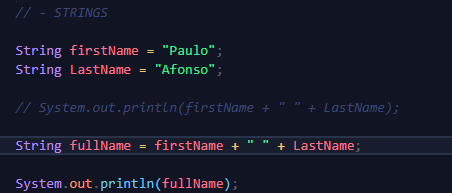 // - STRINGS
String firstName = "Paulo";
String LastName = "Afonso";
// System.out.println(firstName + " " + LastName);
String fullName = firstName + " " + LastName;
System.out.println(fullName);